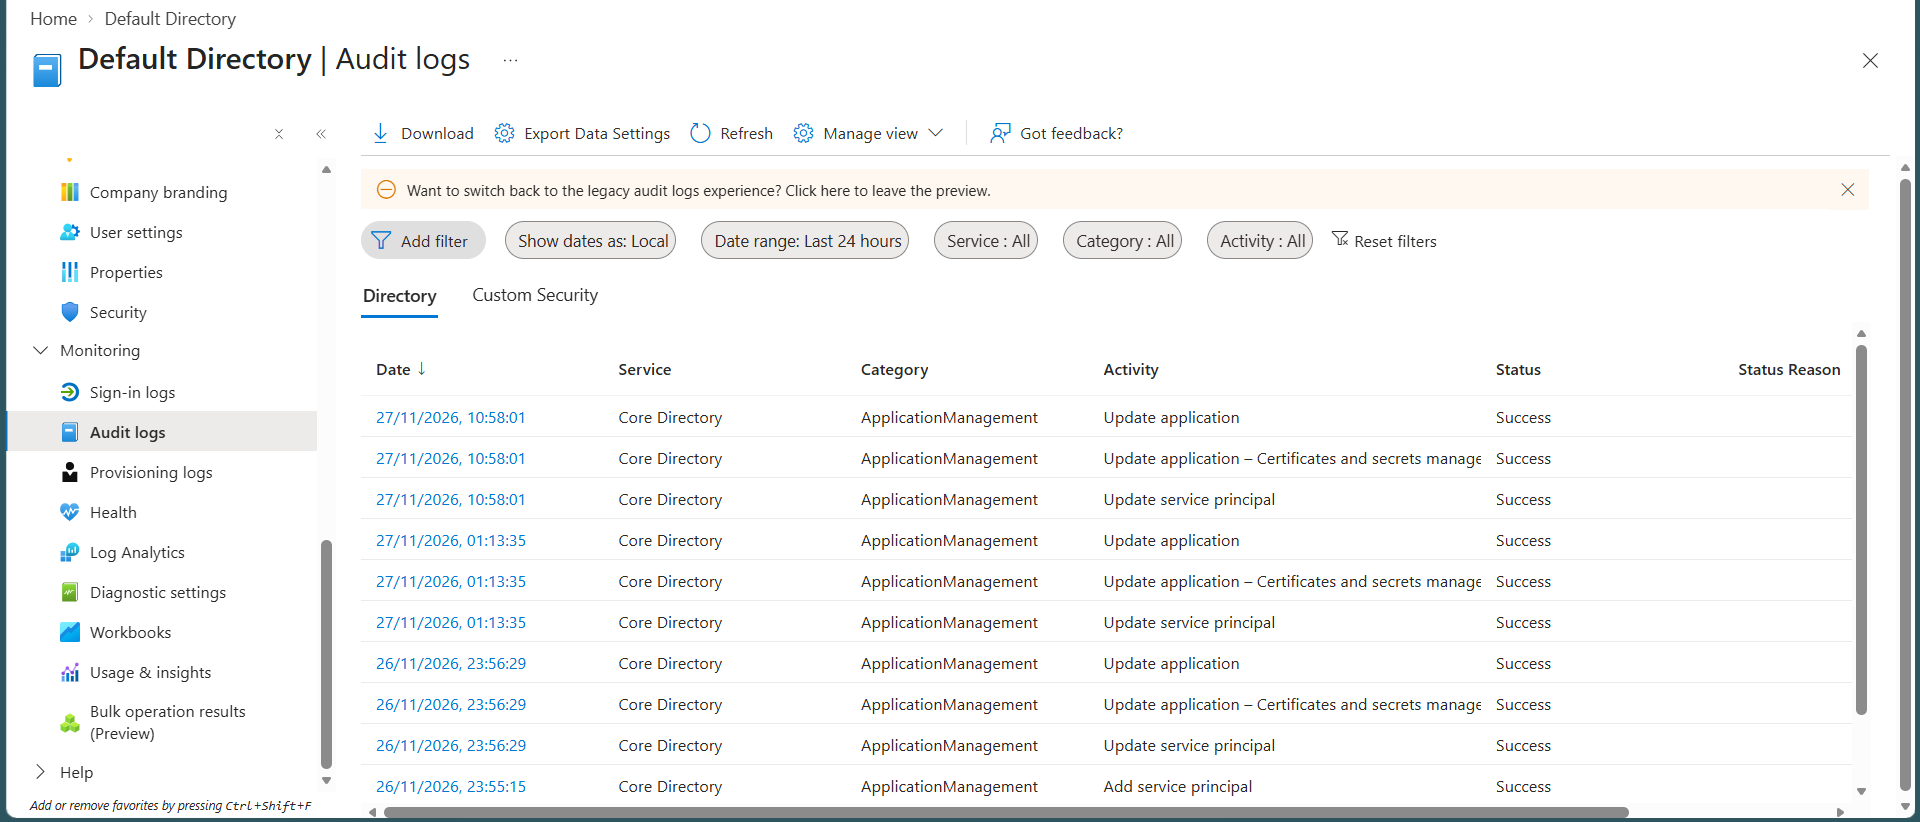 Home > Default Directory
Default Directory | Audit logs ...
Download Export Data Settings Refresh Manage view Got feedback?
Company branding
User settings
Properties
Security
Monitoring
Sign-in logs
Audit logs
Provisioning logs
Health
Log Analytics
Diagnostic settings
Workbooks
Usage & insights
Bulk operation results
(Preview)
Help
Add or remove favorites by pressing Ctrl+Shift+F
Want to switch back to the legacy audit logs experience? Click here to leave the preview.
Add filter Show dates as: Local Date range: Last 24 hours Service : All Category : All Activity : All Reset filters
Directory Custom Security
Date ↓ Service Category Activity Status Status Reason
27/11/2026, 10:58:01 Core Directory ApplicationManagement Update application Success
27/11/2026, 10:58:01 Core Directory ApplicationManagement Update application – Certificates and secrets manage Success
27/11/2026, 10:58:01 Core Directory ApplicationManagement Update service principal Success
27/11/2026, 01:13:35 Core Directory ApplicationManagement Update application Success
27/11/2026, 01:13:35 Core Directory ApplicationManagement Update application – Certificates and secrets manage Success
27/11/2026, 01:13:35 Core Directory ApplicationManagement Update service principal Success
26/11/2026, 23:56:29 Core Directory ApplicationManagement Update application Success
26/11/2026, 23:56:29 Core Directory ApplicationManagement Update application – Certificates and secrets manage Success
26/11/2026, 23:56:29 Core Directory ApplicationManagement Update service principal Success
26/11/2026, 23:55:15 Core Directory ApplicationManagement Add service principal Success